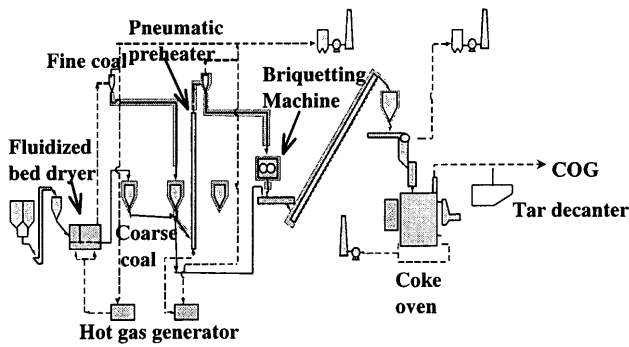 Pneumatic
preheater
Fine coal
Briquetting
Machine
Fluidized
bed dryer
COG
Tar decanter
Coarse
coal
Coke
oven
Hot gas generator